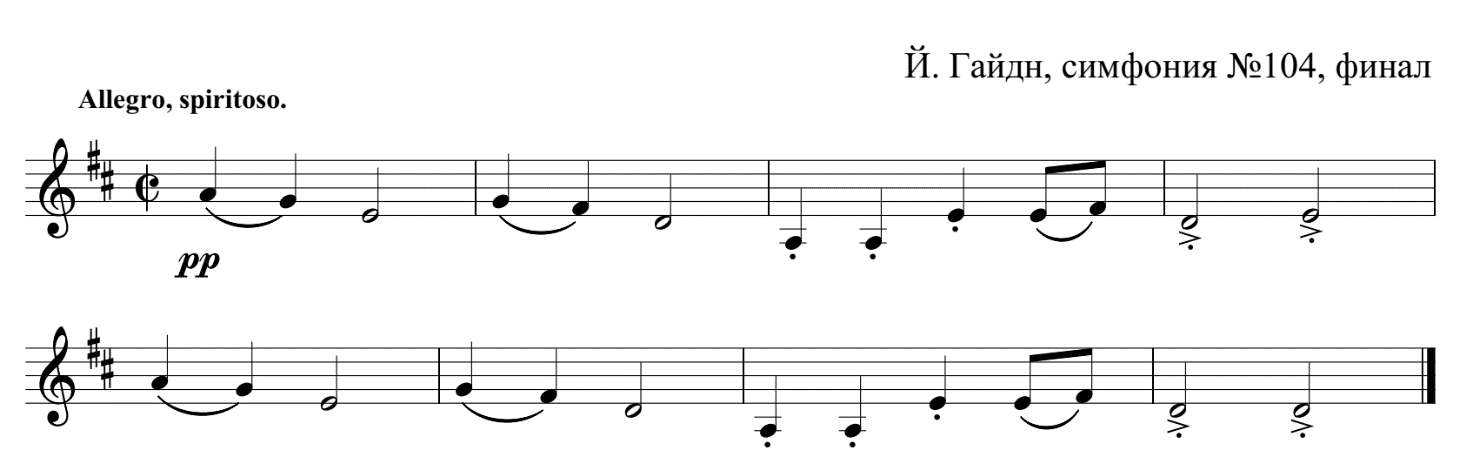 Й. Гайдн, симфония №104, финал
Allegro, spiritoso.
pp